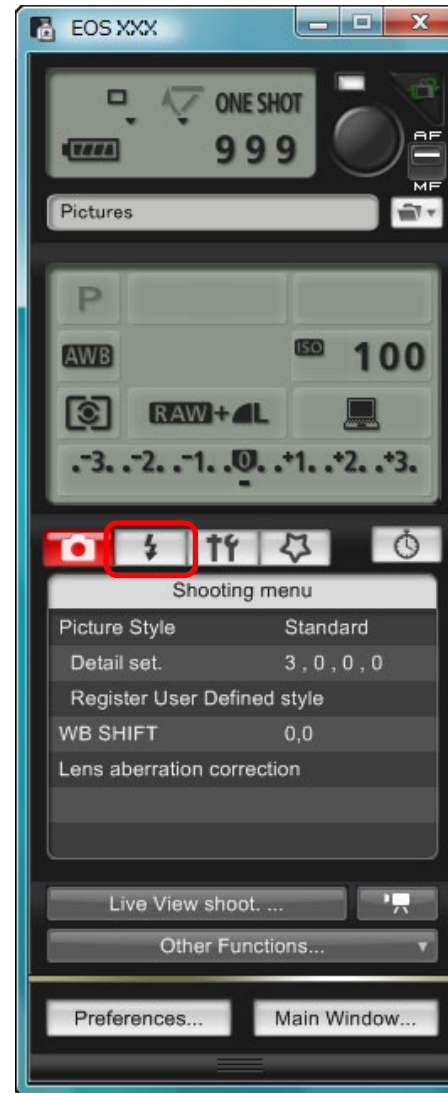 EOS XXX
ONE SHOT
999
AF
MF
Pictures
P
AWB ISO 100
RAW+L
.-3. .-2. .-1. .0. .+1. .+2. .+3.
Shooting menu
Picture Style Standard
Detail set. 3 , 0 , 0 , 0
Register User Defined style
WB SHIFT 0,0
Lens aberration correction
Live View shoot. ...
Other Functions...
Preferences... Main Window...